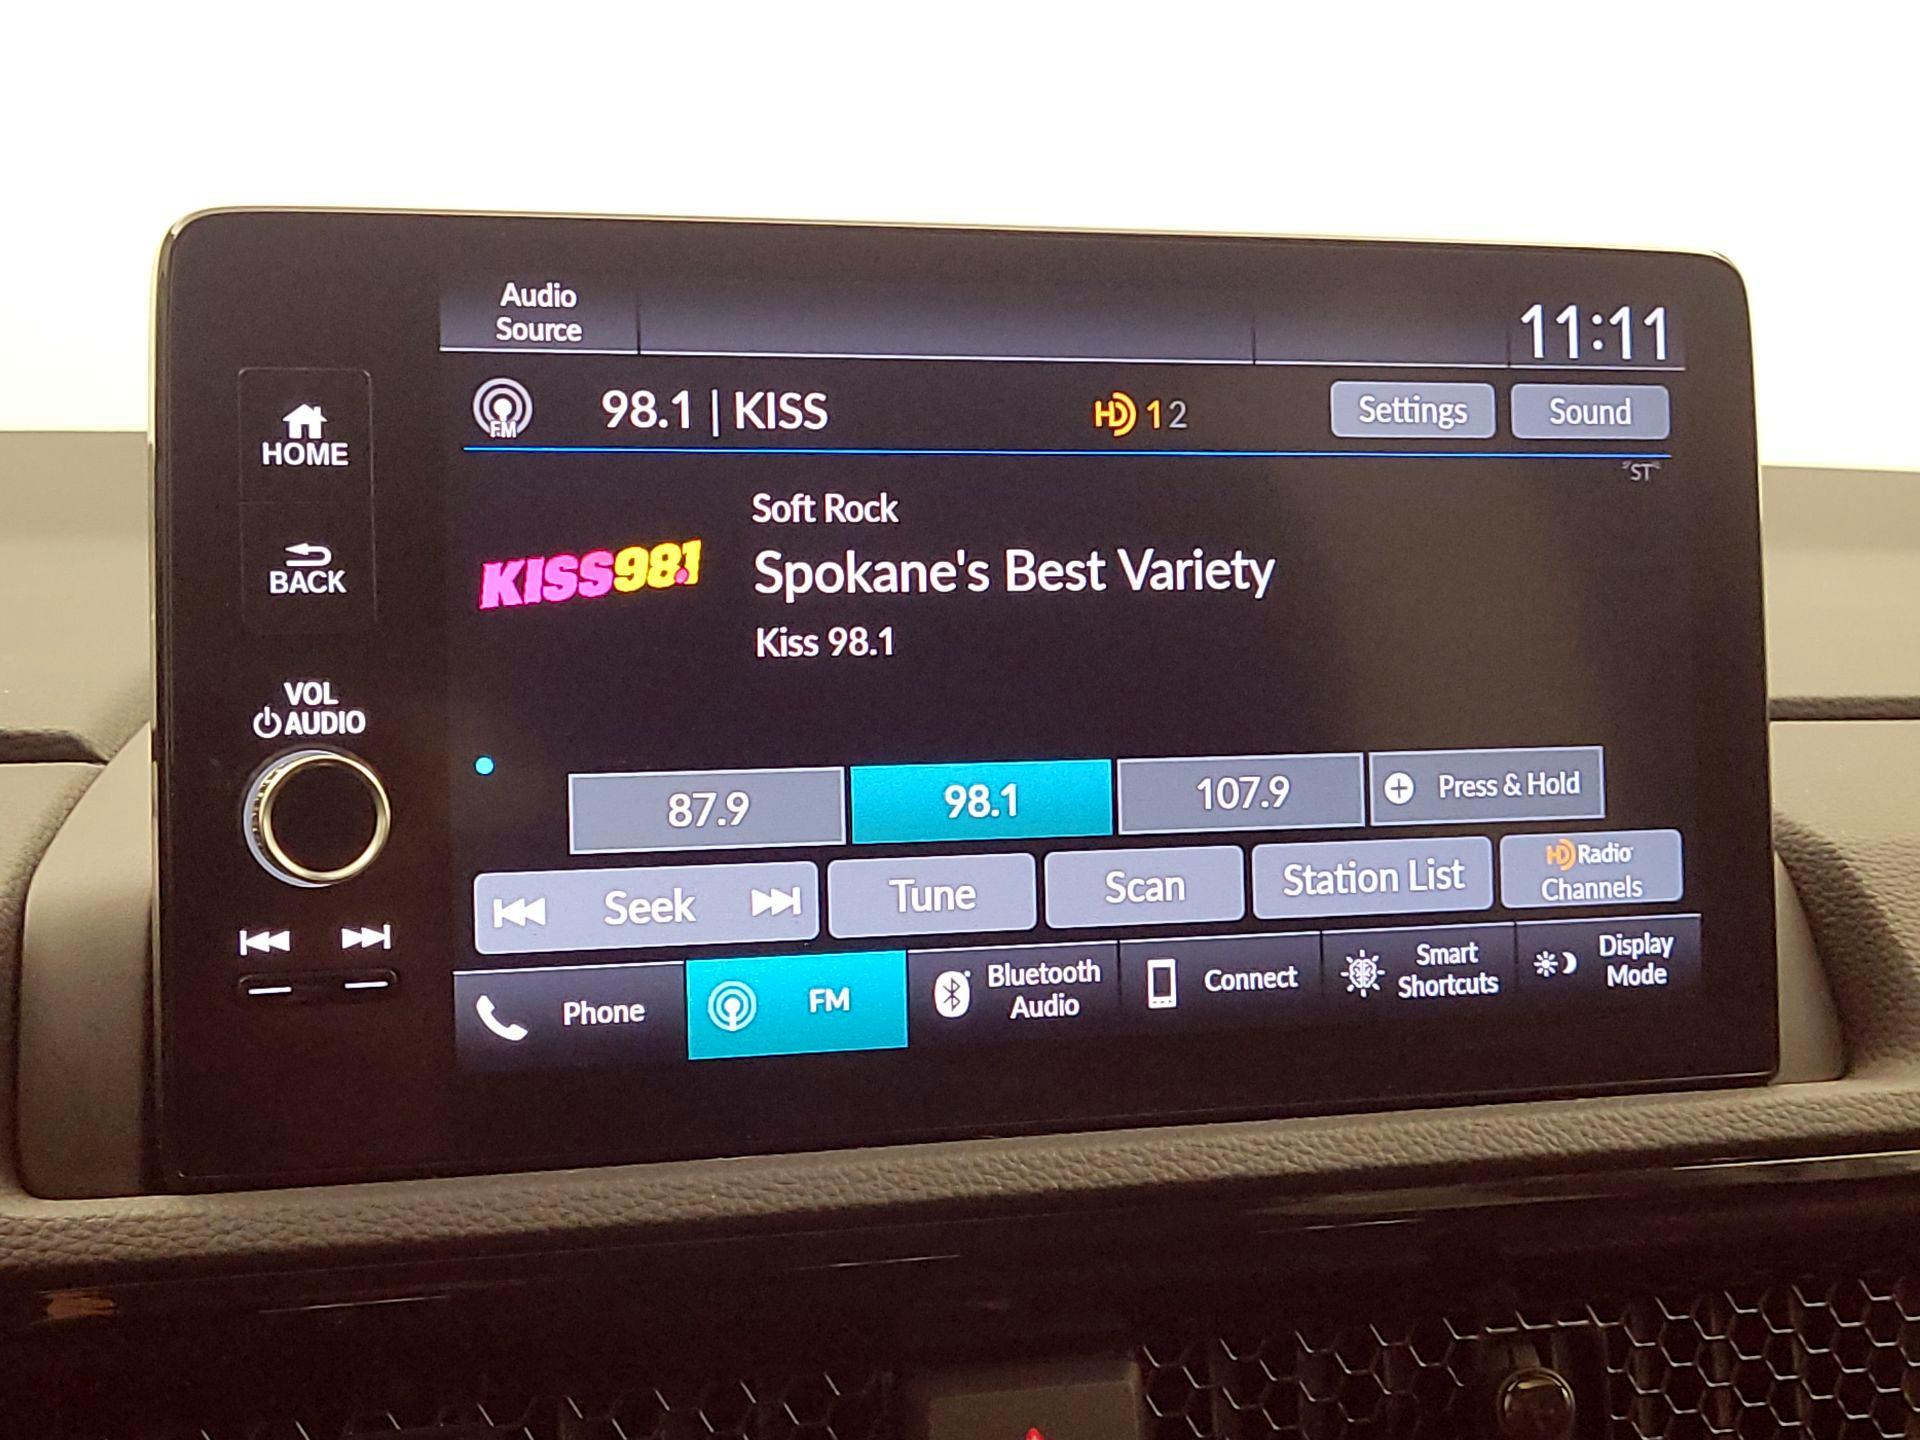 Audio
Source
11:11
HOME
FM
98.1 | KISS
HD 1 2
Settings
Sound
"ST"
Soft Rock
BACK
KISS98.1
Spokane's Best Variety
Kiss 98.1
VOL
AUDIO
87.9
98.1
107.9
Press & Hold
Seek
Tune
Scan
Station List
HD Radio
Channels
Phone
FM
Bluetooth
Audio
Connect
Smart
Shortcuts
Display
Mode